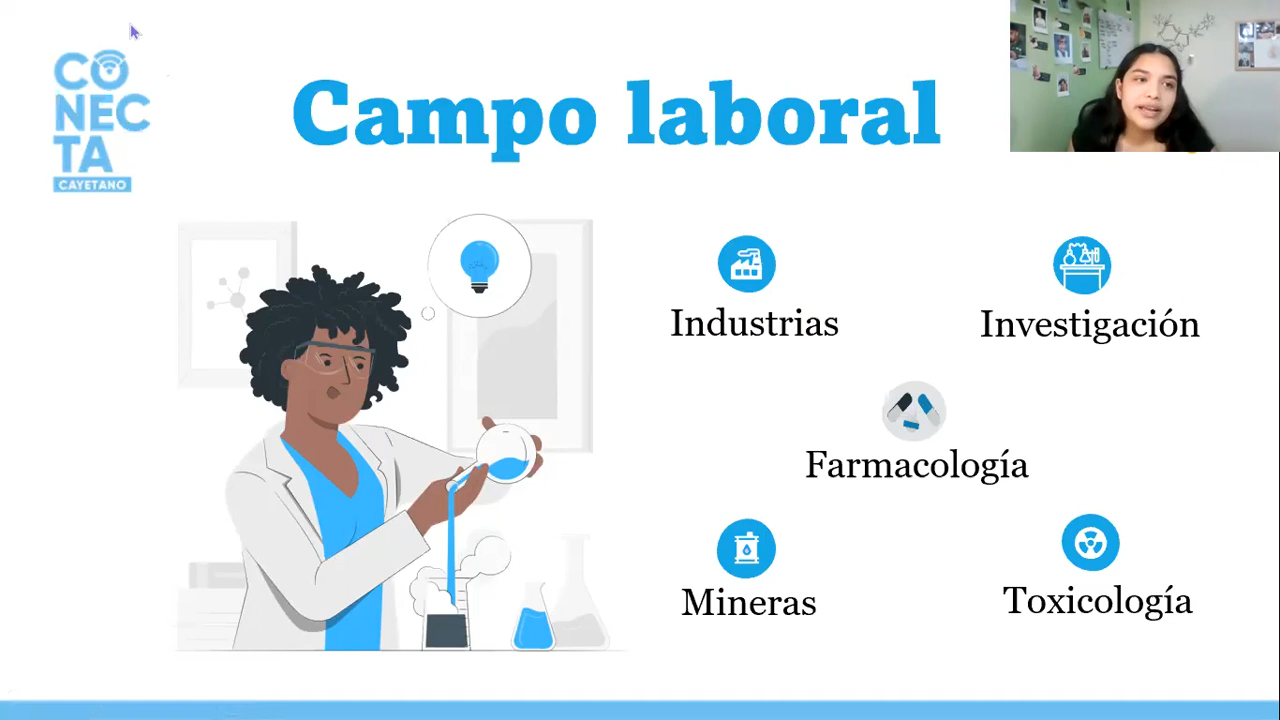 CO
NEC
TA
CAYETANO
Campo laboral
Industrias
Investigación
Farmacología
Mineras
Toxicología